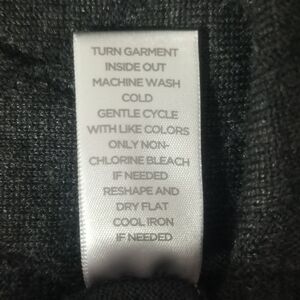 TURN GARMENT
INSIDE OUT
MACHINE WASH
COLD
GENTLE CYCLE
WITH LIKE COLORS
ONLY NON-
CHLORINE BLEACH
IF NEEDED
RESHAPE AND
DRY FLAT
COOL IRON
IF NEEDED